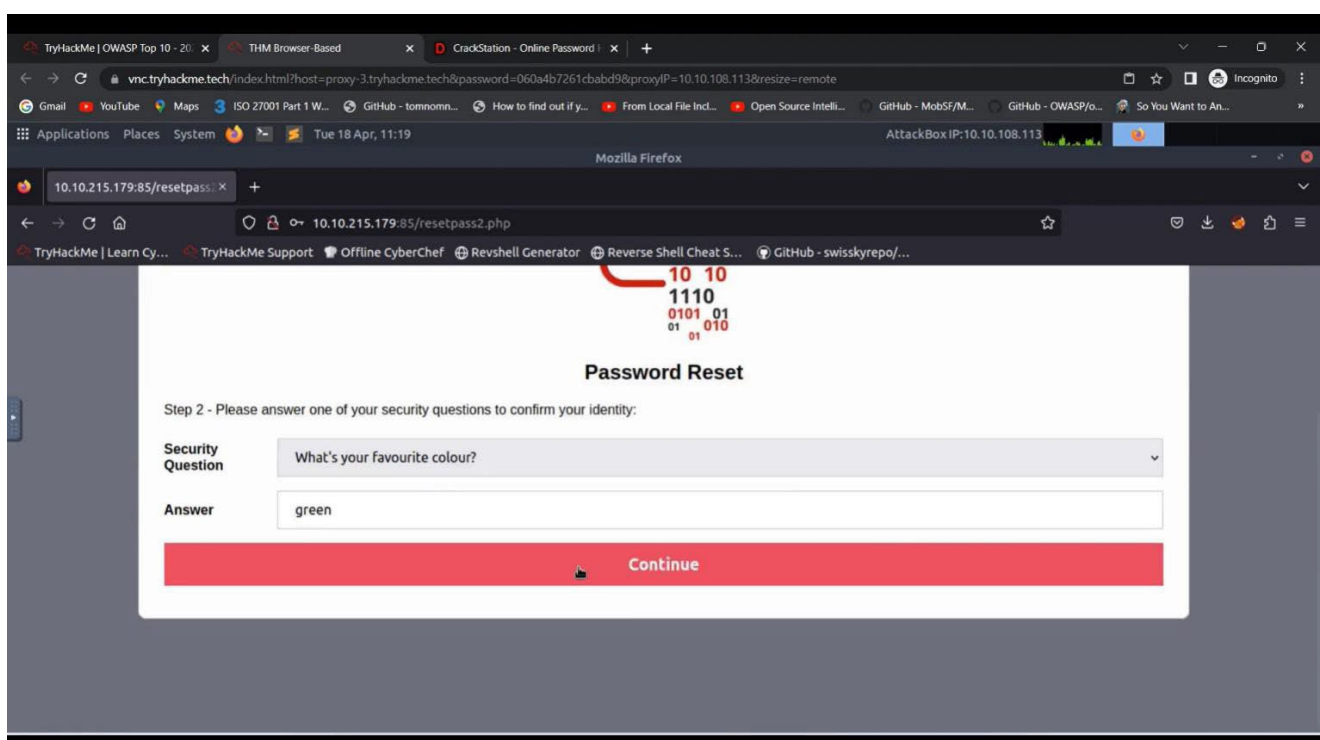 TryHackMe | OWASP Top 10 - 20 THM Browser-Based CrackStation - Online Password
vnc.tryhackme.tech/index.html?host=proxy-3.tryhackme.tech&password=060a4b7261cbabd9&proxyIP=10.10.108.113&resize=remote Incognito
Gmail YouTube Maps ISO 27001 Part 1 W... GitHub - tomnomn... How to find out if y... From Local File Incl... Open Source Intelli... GitHub - MobSF/M... GitHub - OWASP/o... So You Want to An... »
Applications Places System Tue 18 Apr, 11:19 AttackBox IP:10.10.108.113
Mozilla Firefox
10.10.215.179:85/resetpass2
10.10.215.179:85/resetpass2.php
TryHackMe | Learn Cy... TryHackMe Support Offline CyberChef Revshell Generator Reverse Shell Cheat S... GitHub - swisskyrepo/...
10 10
1110
0101 01
01 010
01
Password Reset
Step 2 - Please answer one of your security questions to confirm your identity:
Security Question What's your favourite colour?
Answer green
Continue